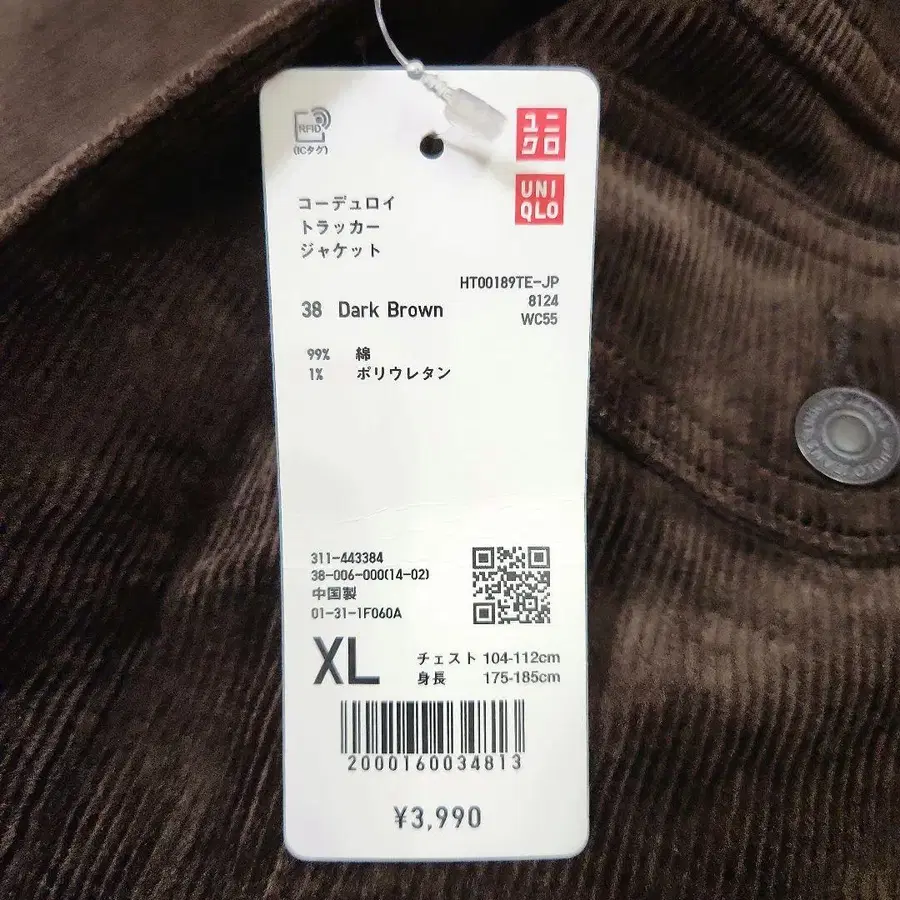 RFID
(ICタグ)
ユニ
クロ
UNI
QLO
コーデュロイ
トラッカー
ジャケット
HT00189TE-JP
38 Dark Brown
8124
WC55
99% 綿
1% ポリウレタン
311-443384
38-006-000(14-02)
中国製
01-31-1F060A
XL
チェスト 104-112cm
身長 175-185cm
2000160034813
¥3,990